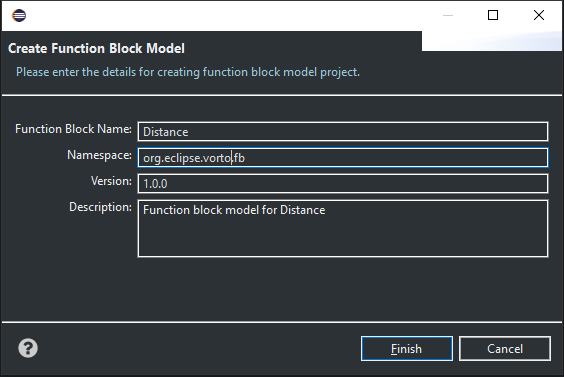 Create Function Block Model
Please enter the details for creating function block model project.
Function Block Name: Distance
Namespace: org.eclipse.vorto.fb
Version: 1.0.0
Description: Function block model for Distance
? Finish Cancel